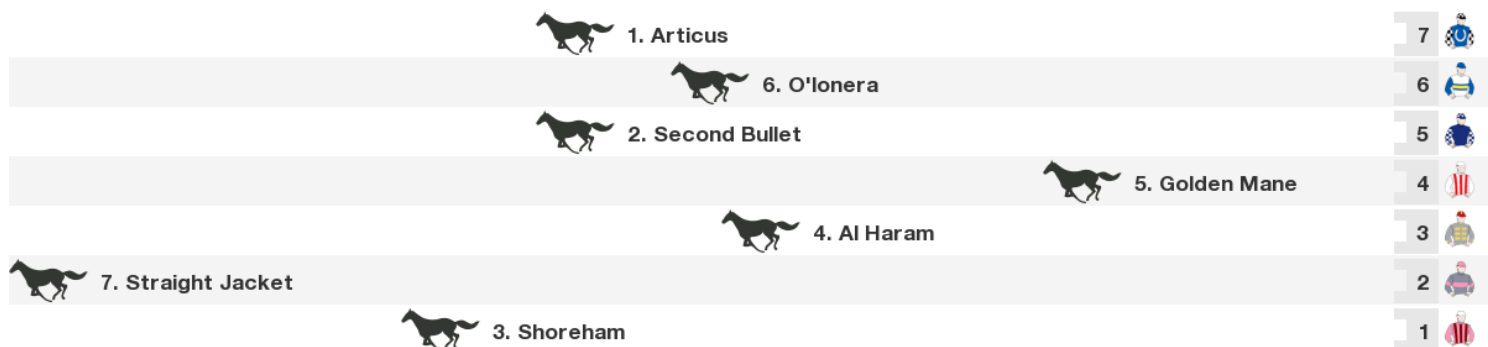 1. Articus 7
6. O'lonera 6
2. Second Bullet 5
5. Golden Mane 4
4. Al Haram 3
7. Straight Jacket 2
3. Shoreham 1